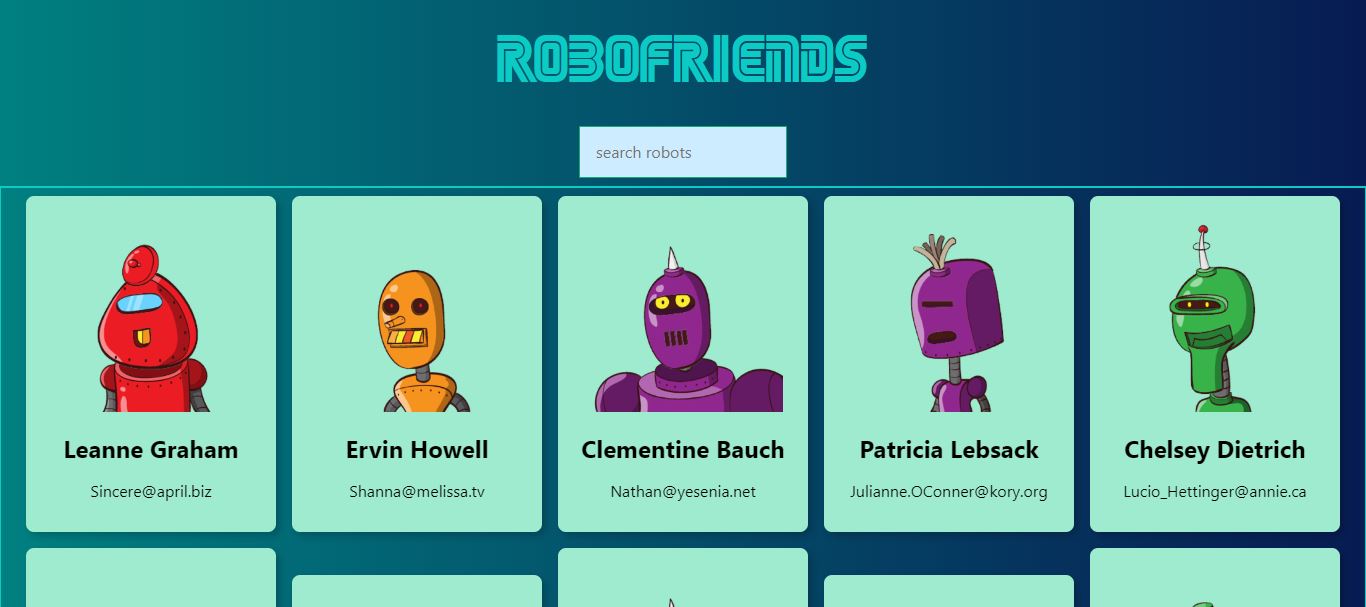 ROBOFRIENDS
search robots
Leanne Graham
Sincere@april.biz
Ervin Howell
Shanna@melissa.tv
Clementine Bauch
Nathan@yesenia.net
Patricia Lebsack
Julianne.OConner@kory.org
Chelsey Dietrich
Lucio_Hettinger@annie.ca